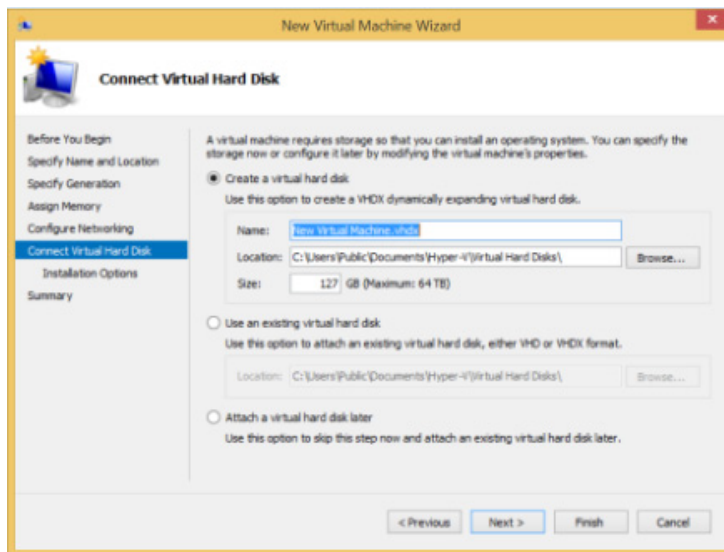 New Virtual Machine Wizard
Connect Virtual Hard Disk
Before You Begin
Specify Name and Location
Specify Generation
Assign Memory
Configure Networking
Connect Virtual Hard Disk
Installation Options
Summary
A virtual machine requires storage so that you can install an operating system. You can specify the
storage now or configure it later by modifying the virtual machine's properties.
Create a virtual hard disk
Use this option to create a VHDX dynamically expanding virtual hard disk.
Name: New Virtual Machine.vhdx
Location: C:\Users\Public\Documents\Hyper-V\Virtual Hard Disks\ Browse...
Size: 127 GB (Maximum: 64 TB)
Use an existing virtual hard disk
Use this option to attach an existing virtual hard disk, either VHD or VHDX format.
Location: C:\Users\Public\Documents\Hyper-V\Virtual Hard Disks\ Browse...
Attach a virtual hard disk later
Use this option to skip this step now and attach an existing virtual hard disk later.
< Previous Next > Finish Cancel